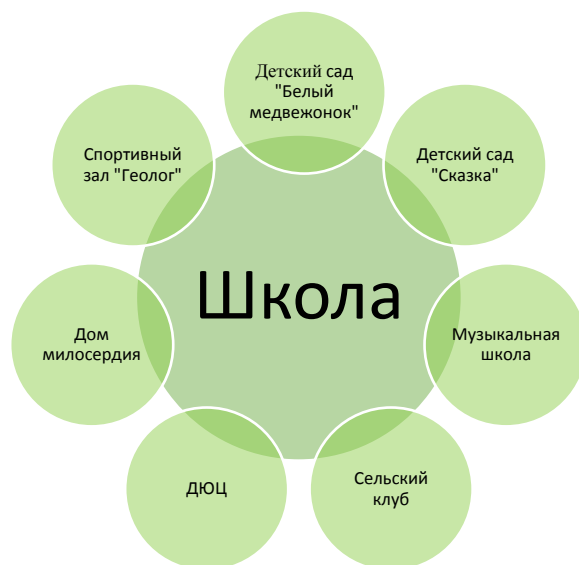 Детский сад
"Белый
медвежонок"
Детский сад
"Сказка"
Музыкальная
школа
Сельский
клуб
ДЮЦ
Дом
милосердия
Спортивный
зал "Геолог"
Школа